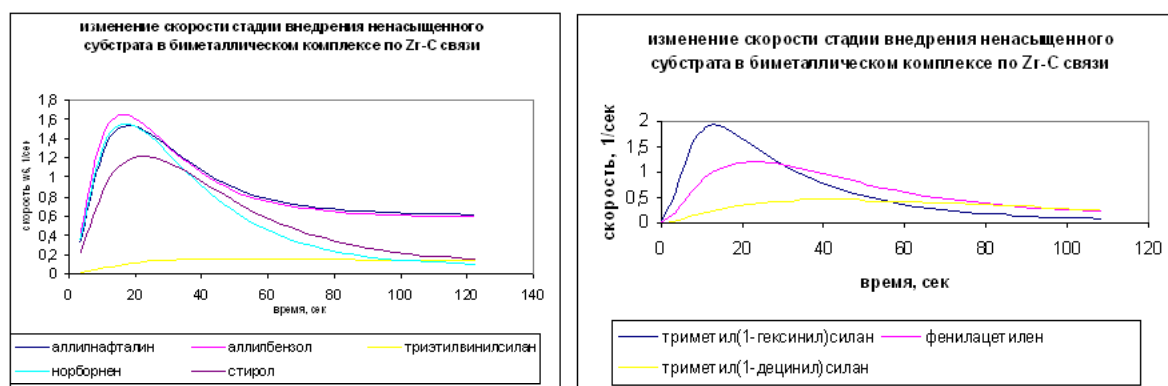 изменение скорости стадии внедрения ненасыщенного
субстрата в биметаллическом комплексе по Zr-C связи
скорость w6, 1/сек
1,8
1,6
1,4
1,2
1
0,8
0,6
0,4
0,2
0
0 20 40 60 80 100 120 140
время, сек
аллилнафталин аллилбензол триэтилвинилсилан
норборнен стирол
изменение скорости стадии внедрения ненасыщенного
субстрата в биметаллическом комплексе по Zr-C связи
скорость, 1/сек
2
1,5
1
0,5
0
0 20 40 60 80 100 120
время, сек
триметил(1-гексинил)силан фенилацетилен
триметил(1-децинил)силан